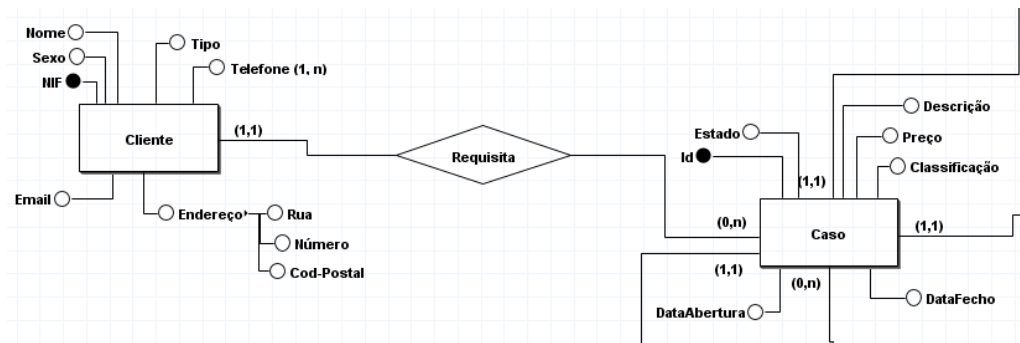 Nome
Tipo
Sexo
Telefone (1, n)
NIF
Descrição
Estado
Preço
(1,1)
Cliente
Requisita
Id
Classificação
(1,1)
Email
Endereço
Rua
(0,n)
Caso
(1,1)
Número
Cod-Postal
(1,1)
(0,n)
DataAbertura
DataFecho